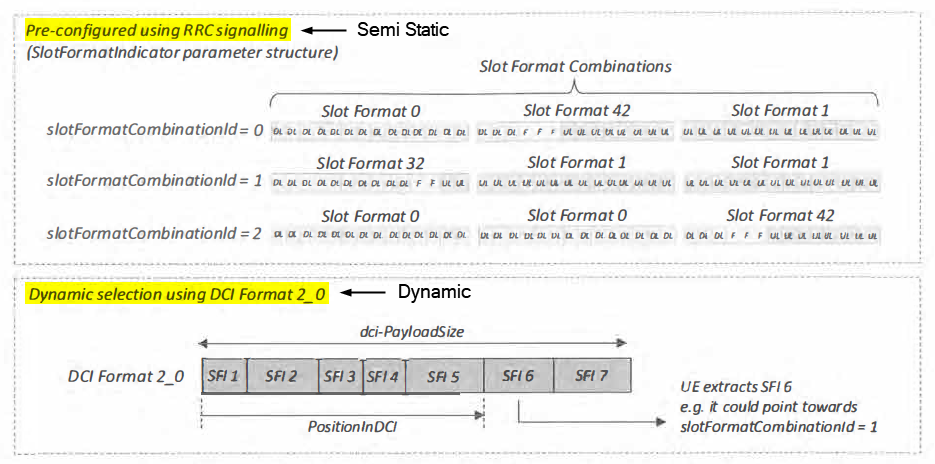 Pre-configured using RRC signalling
Semi Static
(SlotFormatIndicator parameter structure)
Slot Format Combinations
Slot Format 0
Slot Format 42
Slot Format 1
slotFormatCombinationId = 0
DL DL DL DL DL DL DL DL DL DL DL DL DL DL
DL DL DL F F F UL UL UL UL UL UL UL UL
UL UL UL UL UL UL UL UL UL UL UL UL UL UL
Slot Format 32
Slot Format 1
Slot Format 1
slotFormatCombinationId = 1
DL DL DL DL DL DL DL DL DL DL F F UL UL
UL UL UL UL UL UL UL UL UL UL UL UL UL UL
UL UL UL UL UL UL UL UL UL UL UL UL UL UL
Slot Format 0
Slot Format 0
Slot Format 42
slotFormatCombinationId = 2
DL DL DL DL DL DL DL DL DL DL DL DL DL DL
DL DL DL DL DL DL DL DL DL DL DL DL DL DL
DL DL DL F F F UL UL UL UL UL UL UL UL
Dynamic selection using DCI Format 2_0
Dynamic
dci-PayloadSize
DCI Format 2_0
SFI 1 SFI 2 SFI 3 SFI 4 SFI 5 SFI 6 SFI 7
PositionInDCI
UE extracts SFI 6
e.g. it could point towards
slotFormatCombinationId = 1